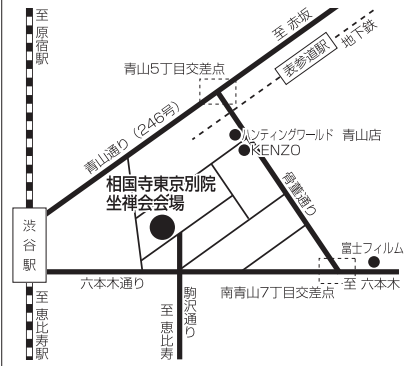 至 原宿駅
至 赤坂
地下鉄
表参道駅
青山5丁目交差点
青山通り(246号)
ハンティングワールド 青山店
KENZO
骨董通り
相国寺東京別院
坐禅会会場
渋谷駅
富士フィルム
六本木通り
南青山7丁目交差点
至 六本木
駒沢通り
至 恵比寿
至 恵比寿駅